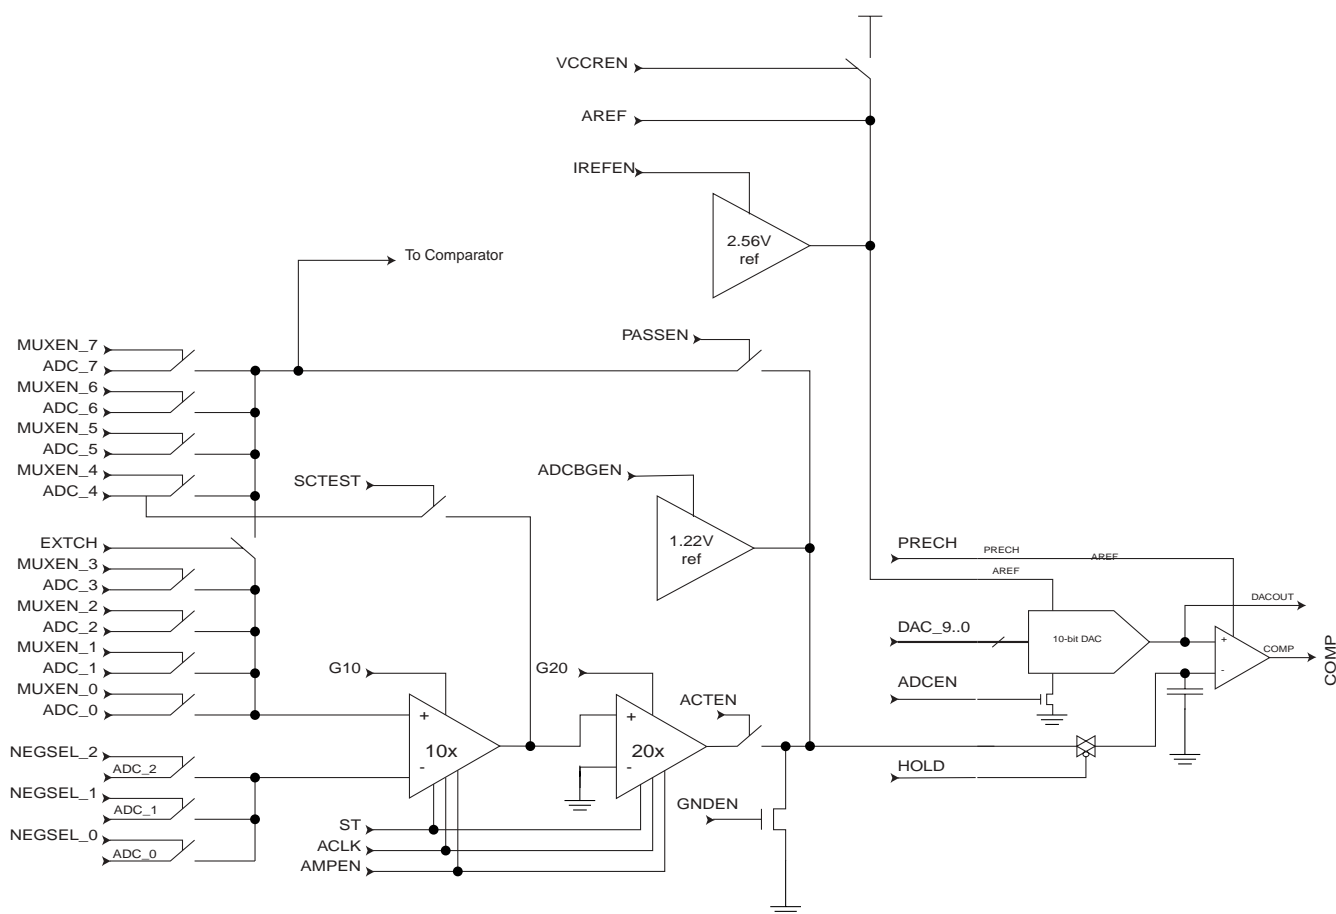 VCCREN
AREF
IREFEN
2.56V
ref
To Comparator
PASSEN
MUXEN_7
ADC_7
MUXEN_6
ADC_6
MUXEN_5
ADC_5
MUXEN_4
ADC_4
SCTEST
ADCBGEN
1.22V
ref
EXTCH
MUXEN_3
ADC_3
MUXEN_2
ADC_2
MUXEN_1
ADC_1
MUXEN_0
ADC_0
PRECH
PRECH
AREF
AREF
DACOUT
DAC_9..0
10-bit DAC
+
-
COMP
COMP
ADCEN
G10
G20
ACTEN
+
10x
-
+
20x
-
NEGSEL_2
ADC_2
NEGSEL_1
ADC_1
NEGSEL_0
ADC_0
HOLD
GNDEN
ST
ACLK
AMPEN